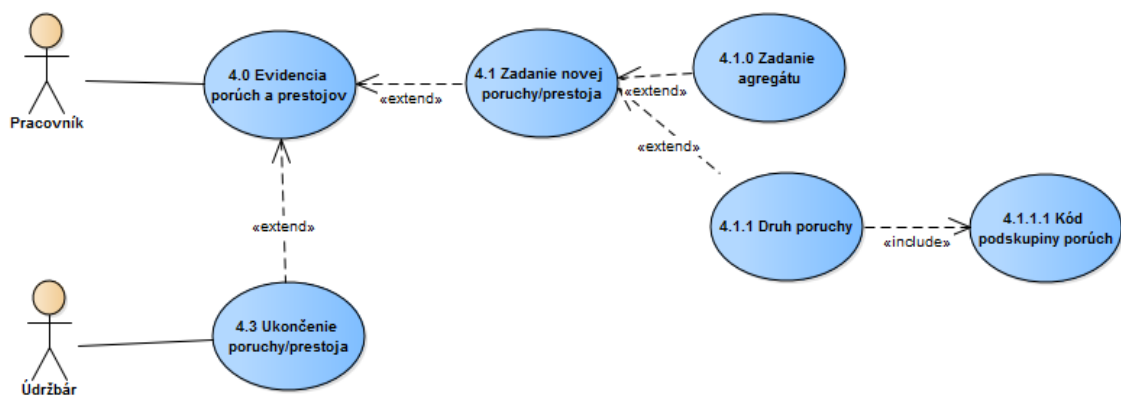 4.0 Evidencia
porúch a prestojov
Pracovník
«extend»
4.1 Zadanie novej
poruchy/prestoja
«extend»
4.1.0 Zadanie
agregátu
«extend»
4.1.1 Druh poruchy
«include»
4.1.1.1 Kód
podskupiny porúch
«extend»
4.3 Ukončenie
poruchy/prestoja
Údržbár